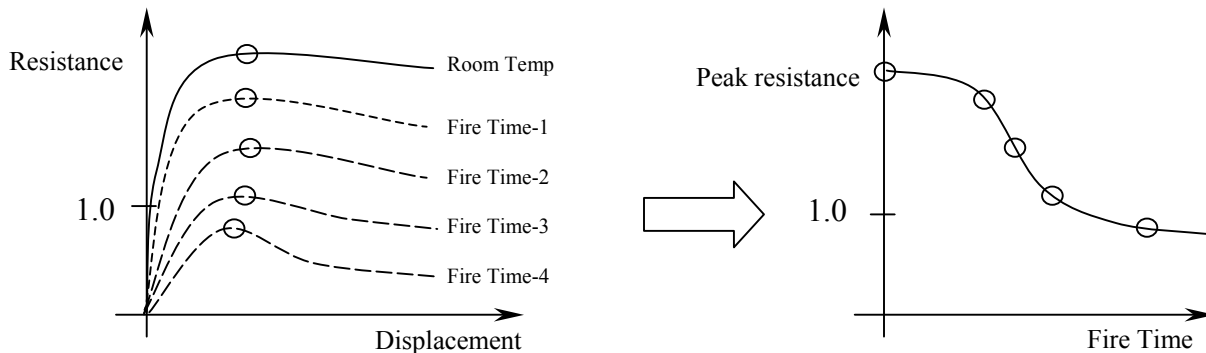 Resistance
1.0
Room Temp
Fire Time-1
Fire Time-2
Fire Time-3
Fire Time-4
Displacement
Peak resistance
1.0
Fire Time